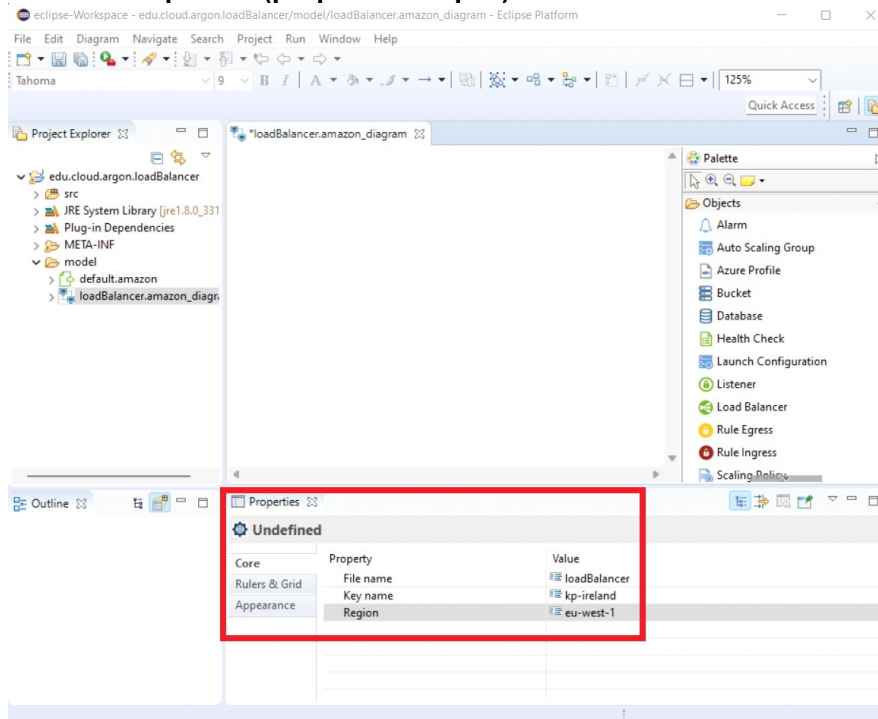 eclipse-Workspace - edu.cloud.argon.loadBalancer/model/loadBalancer.amazon_diagram - Eclipse Platform
File Edit Diagram Navigate Search Project Run Window Help
Tahoma 9 B I A 125%
Quick Access
Project Explorer
edu.cloud.argon.loadBalancer
src
JRE System Library [jre1.8.0_331
Plug-in Dependencies
META-INF
model
default.amazon
loadBalancer.amazon_diagra
*loadBalancer.amazon_diagram
Palette
Objects
Alarm
Auto Scaling Group
Azure Profile
Bucket
Database
Health Check
Launch Configuration
Listener
Load Balancer
Rule Egress
Rule Ingress
Scaling Policy
Outline
Properties
Undefined
Core
Rulers & Grid
Appearance
Property Value
File name loadBalancer
Key name kp-ireland
Region eu-west-1